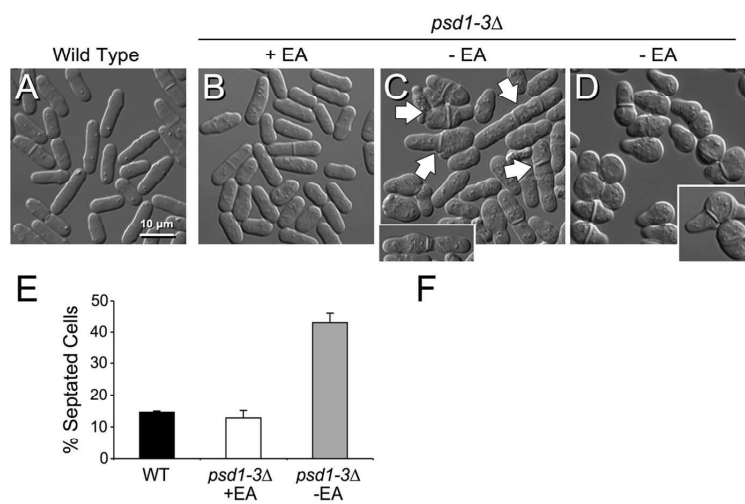 psd1-3Δ
Wild Type + EA - EA - EA
A B C D
10 µm
E F
% Septated Cells
50
40
30
20
10
0
WT psd1-3Δ psd1-3Δ
+EA -EA